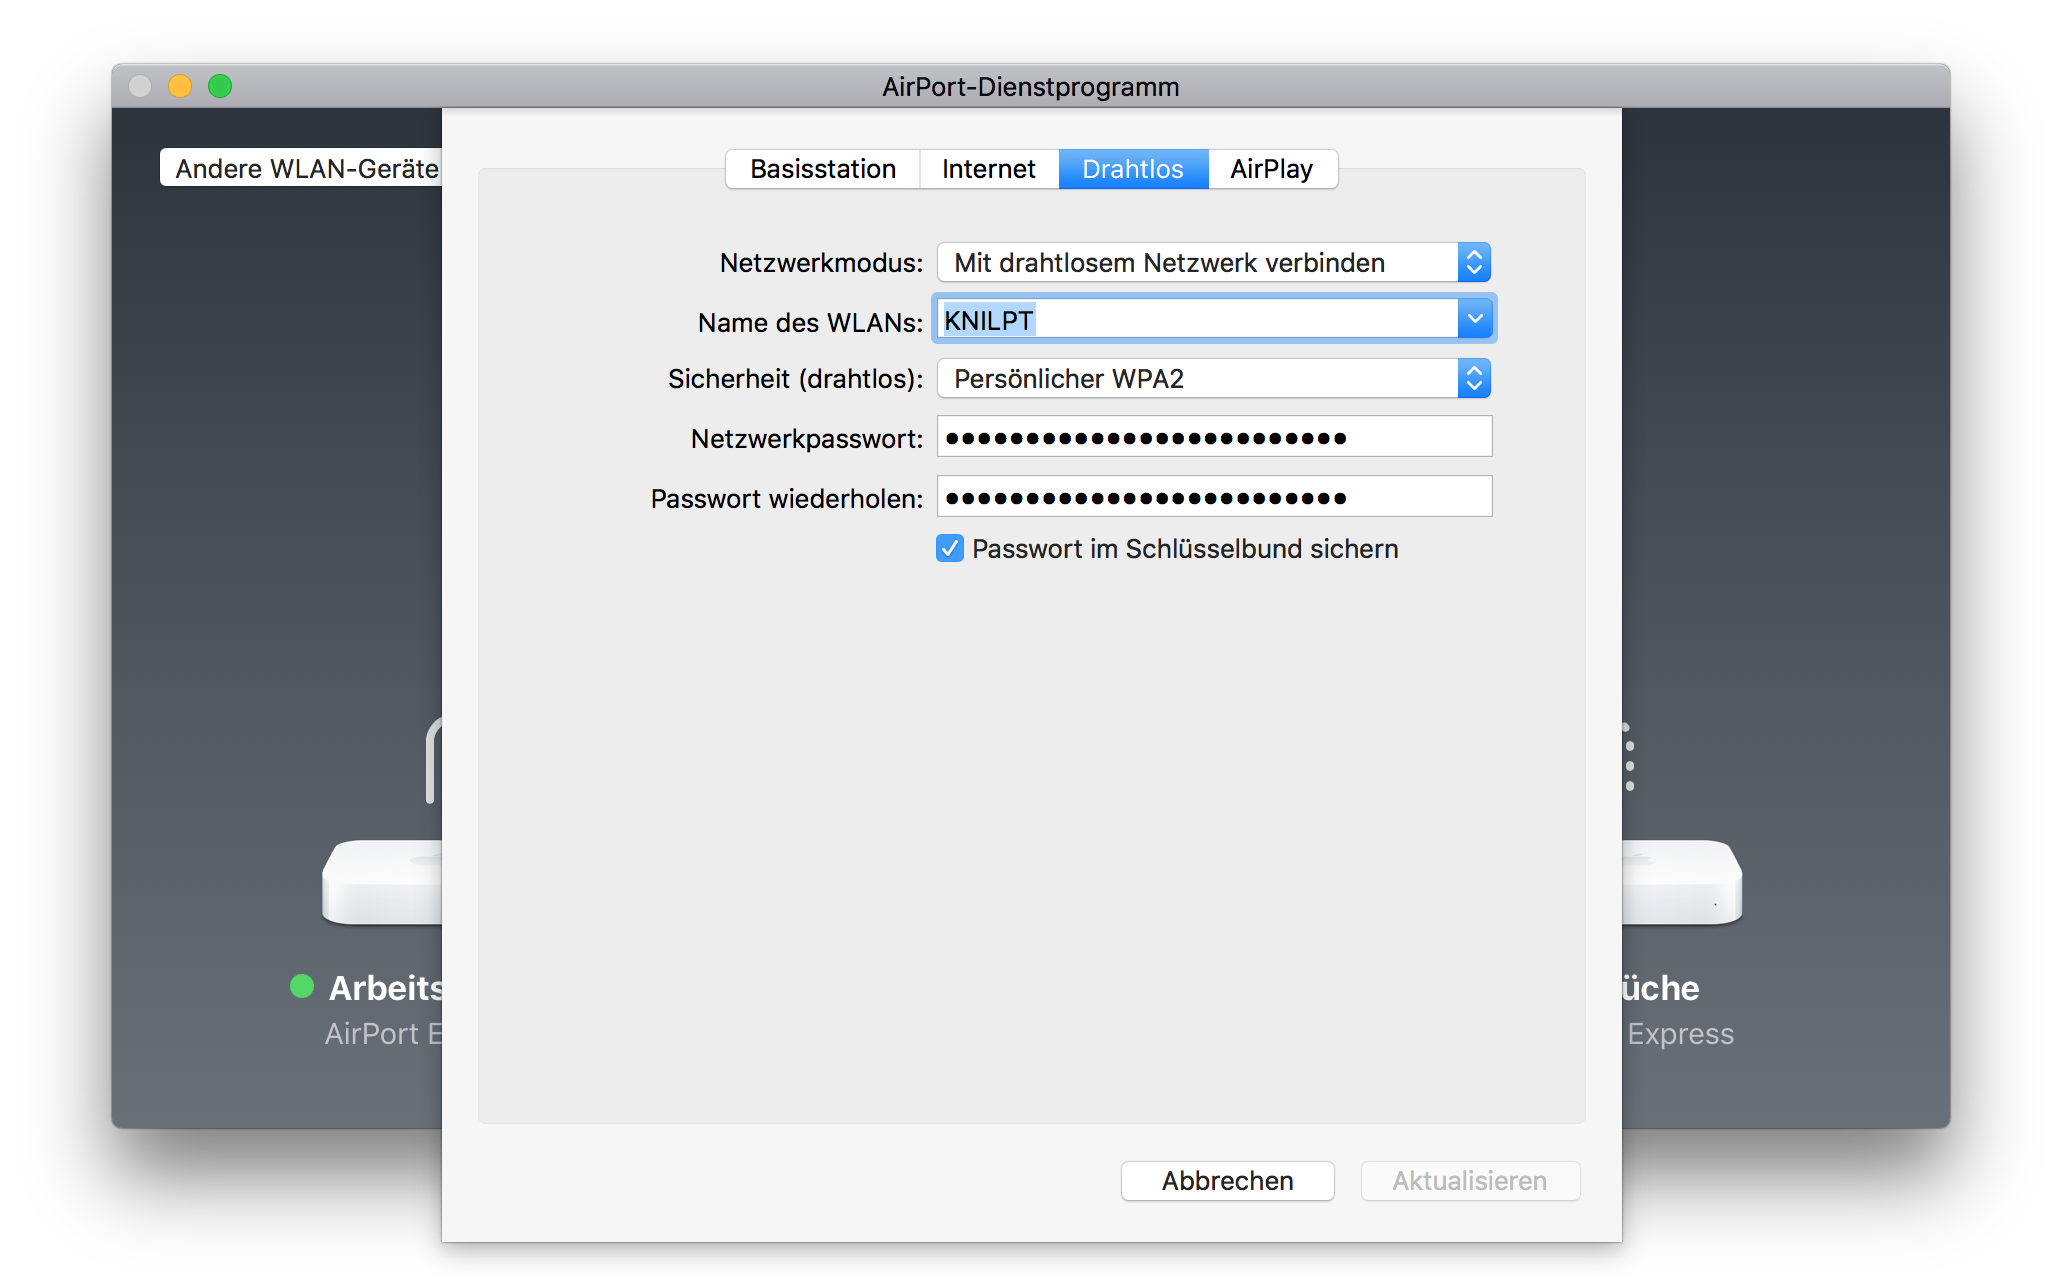 AirPort-Dienstprogramm
Andere WLAN-Geräte
Basisstation Internet Drahtlos AirPlay
Netzwerkmodus: Mit drahtlosem Netzwerk verbinden
Name des WLANs: KNILPT
Sicherheit (drahtlos): Persönlicher WPA2
Netzwerkpasswort: •••••••••••••••••••••••••
Passwort wiederholen: •••••••••••••••••••••••••
Passwort im Schlüsselbund sichern
Arbeits
AirPort E
üche
Express
Abbrechen Aktualisieren